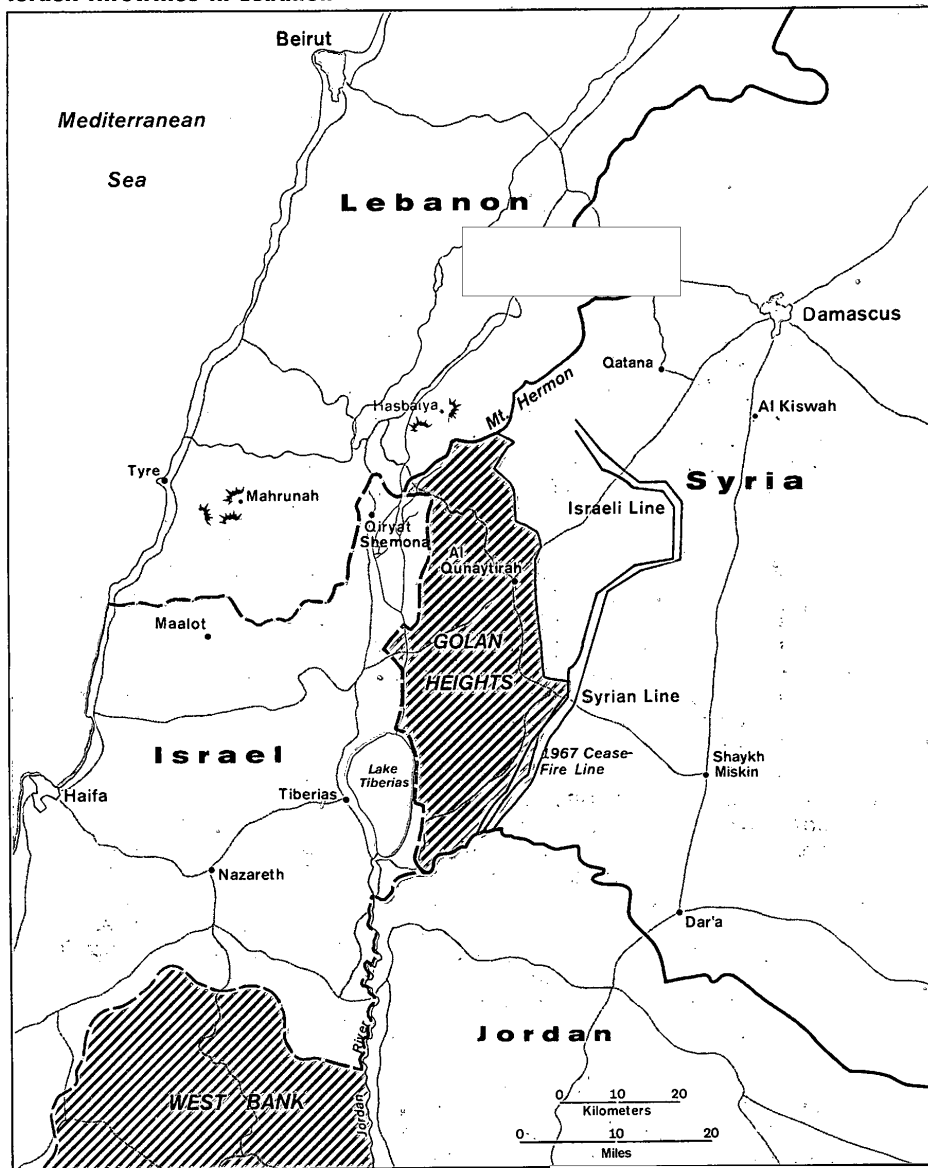 in Lebanon
Beirut
Mediterranean
Sea
Lebanon
Damascus
Qatana
Mt. Hermon
Hasbaiya
Al Kiswah
Syria
Tyre
Mahrunah
Israeli Line
Qiryat
Shemona
Al
Qunaytirah
Maalot
GOLAN
HEIGHTS
Syrian Line
Israel
1967 Cease-
Fire Line
Shaykh
Miskin
Lake
Tiberias
Tiberias
Haifa
Nazareth
Dar'a
Jordan River
Jordan
WEST BANK
0 10 20
Kilometers
0 10 20
Miles